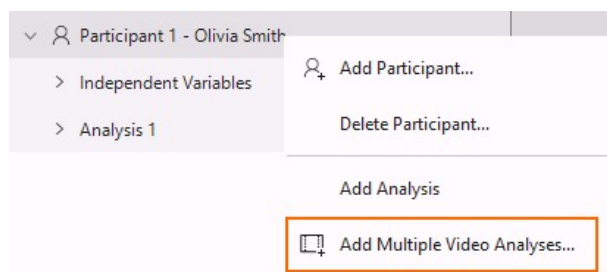 Participant 1 - Olivia Smith
Independent Variables
Analysis 1
Add Participant...
Delete Participant...
Add Analysis
Add Multiple Video Analyses...